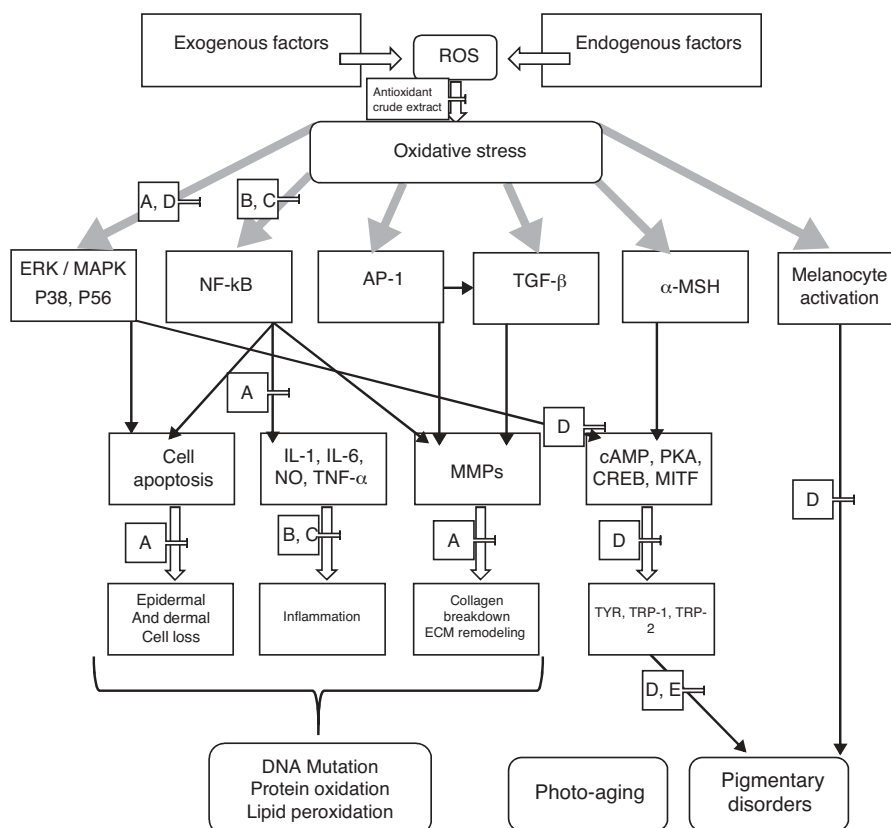 Exogenous factors
ROS
Endogenous factors
Antioxidant
crude extract
Oxidative stress
A, D
B, C
ERK / MAPK
P38, P56
NF-kB
AP-1
TGF-β
α-MSH
Melanocyte
activation
A
D
Cell
apoptosis
IL-1, IL-6,
NO, TNF-α
MMPs
cAMP, PKA,
CREB, MITF
D
A
B, C
A
D
Epidermal
And dermal
Cell loss
Inflammation
Collagen
breakdown
ECM remodeling
TYR, TRP-1, TRP-
2
D, E
DNA Mutation
Protein oxidation
Lipid peroxidation
Photo-aging
Pigmentary
disorders